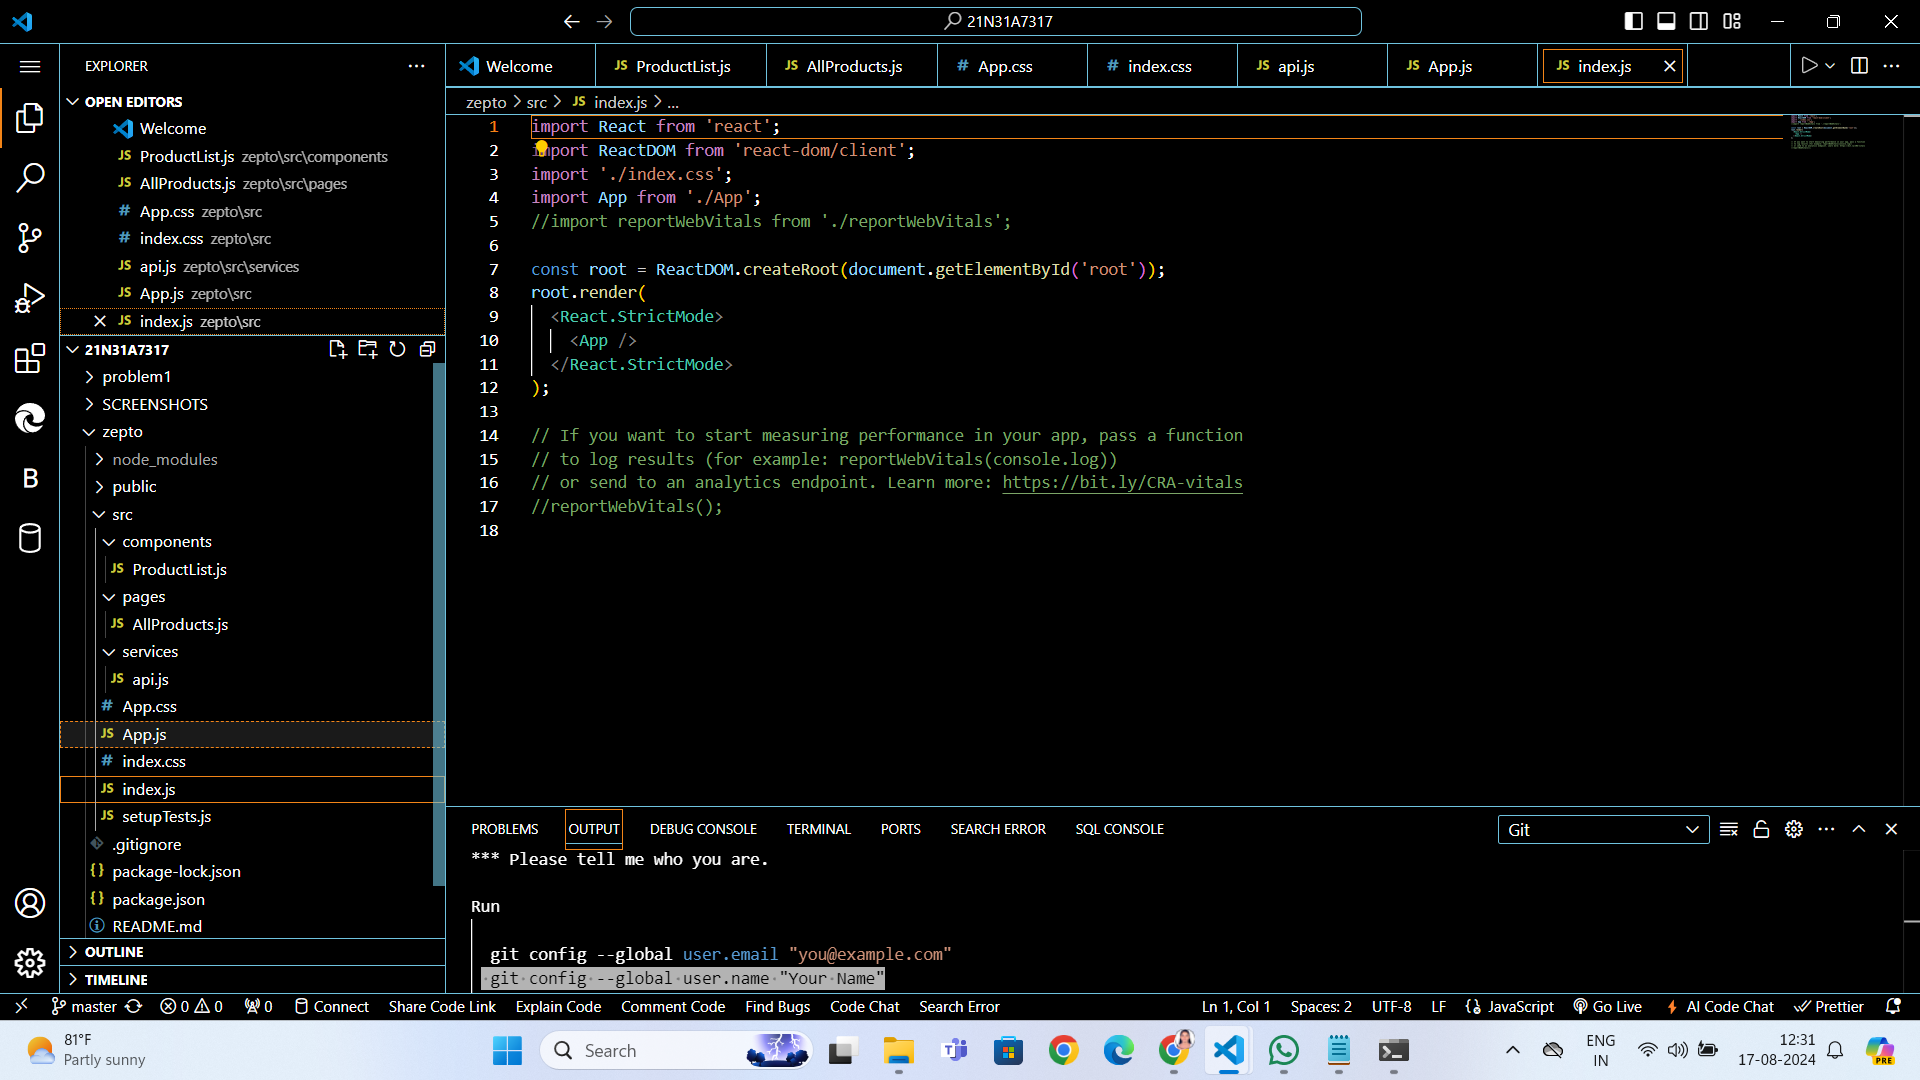 21N31A7317
EXPLORER
OPEN EDITORS
Welcome
ProductList.js zepto\src\components
AllProducts.js zepto\src\pages
App.css zepto\src
index.css zepto\src
api.js zepto\src\services
App.js zepto\src
index.js zepto\src
21N31A7317
problem1
SCREENSHOTS
zepto
node_modules
public
src
components
ProductList.js
pages
AllProducts.js
services
api.js
App.css
App.js
index.css
index.js
setupTests.js
.gitignore
package-lock.json
package.json
README.md
OUTLINE
TIMELINE
Welcome
JS ProductList.js
JS AllProducts.js
# App.css
# index.css
JS api.js
JS App.js
JS index.js
zepto > src > JS index.js > ...
1 import React from 'react';
2 import ReactDOM from 'react-dom/client';
3 import './index.css';
4 import App from './App';
5 //import reportWebVitals from './reportWebVitals';
6
7 const root = ReactDOM.createRoot(document.getElementById('root'));
8 root.render(
9 <React.StrictMode>
10 <App />
11 </React.StrictMode>
12 );
13
14 // If you want to start measuring performance in your app, pass a function
15 // to log results (for example: reportWebVitals(console.log))
16 // or send to an analytics endpoint. Learn more: https://bit.ly/CRA-vitals
17 //reportWebVitals();
18
PROBLEMS OUTPUT DEBUG CONSOLE TERMINAL PORTS SEARCH ERROR SQL CONSOLE
Git
*** Please tell me who you are.
Run
git config --global user.email "you@example.com"
git config --global user.name "Your Name"
master 0 0 0 Connect Share Code Link Explain Code Comment Code Find Bugs Code Chat Search Error
Ln 1, Col 1 Spaces: 2 UTF-8 LF {} JavaScript Go Live AI Code Chat Prettier
81°F
Partly sunny
Search
ENG
IN
12:31
17-08-2024
PRE